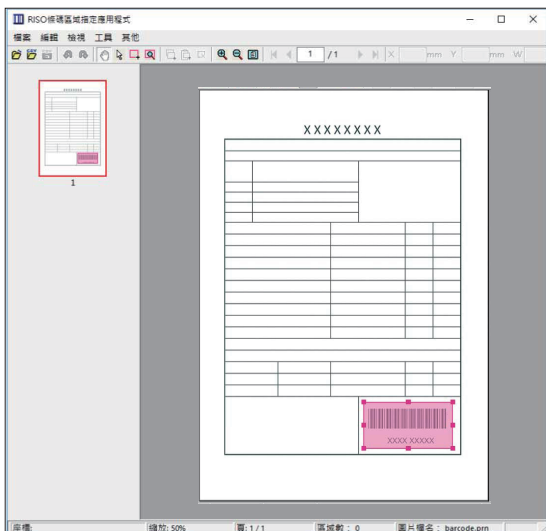 RISO條碼區域指定應用程式
檔案 編輯 檢視 工具 其他
1 /1 X mm Y mm W
XXXXXXXX
1
XXXXXXXX
XXXX XXXXX
座標: 縮放: 50% 頁: 1 / 1 區域數: 0 圖片檔名: barcode.prn